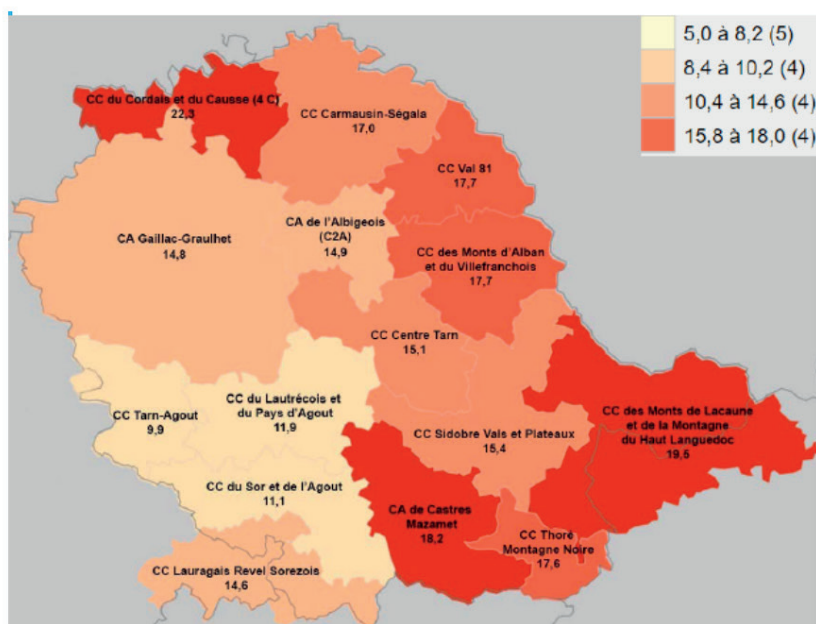 5,0 à 8,2 (5)
8,4 à 10,2 (4)
10,4 à 14,6 (4)
15,8 à 18,0 (4)
CC du Cordais et du Causse (4 C)
22,3
CC Carmausin-Ségala
17,0
CC Val 81
17,7
CA Gaillac-Graulhet
14,8
CA de l'Albigeois
(C2A)
14,9
CC des Monts d'Alban
et du Villefranchois
17,7
CC Centre Tarn
15,1
CC Tarn-Agout
9,9
CC du Lautrécois et
du Pays d'Agout
11,9
CC Sidobre Vals et Plateaux
15,4
CC des Monts de Lacaune
et de la Montagne
du Haut Languedoc
19,5
CC du Sor et de l'Agout
11,1
CA de Castres
Mazamet
18,2
CC Thoré
Montagne Noire
17,6
CC Lauragais Revel Sorezois
14,6